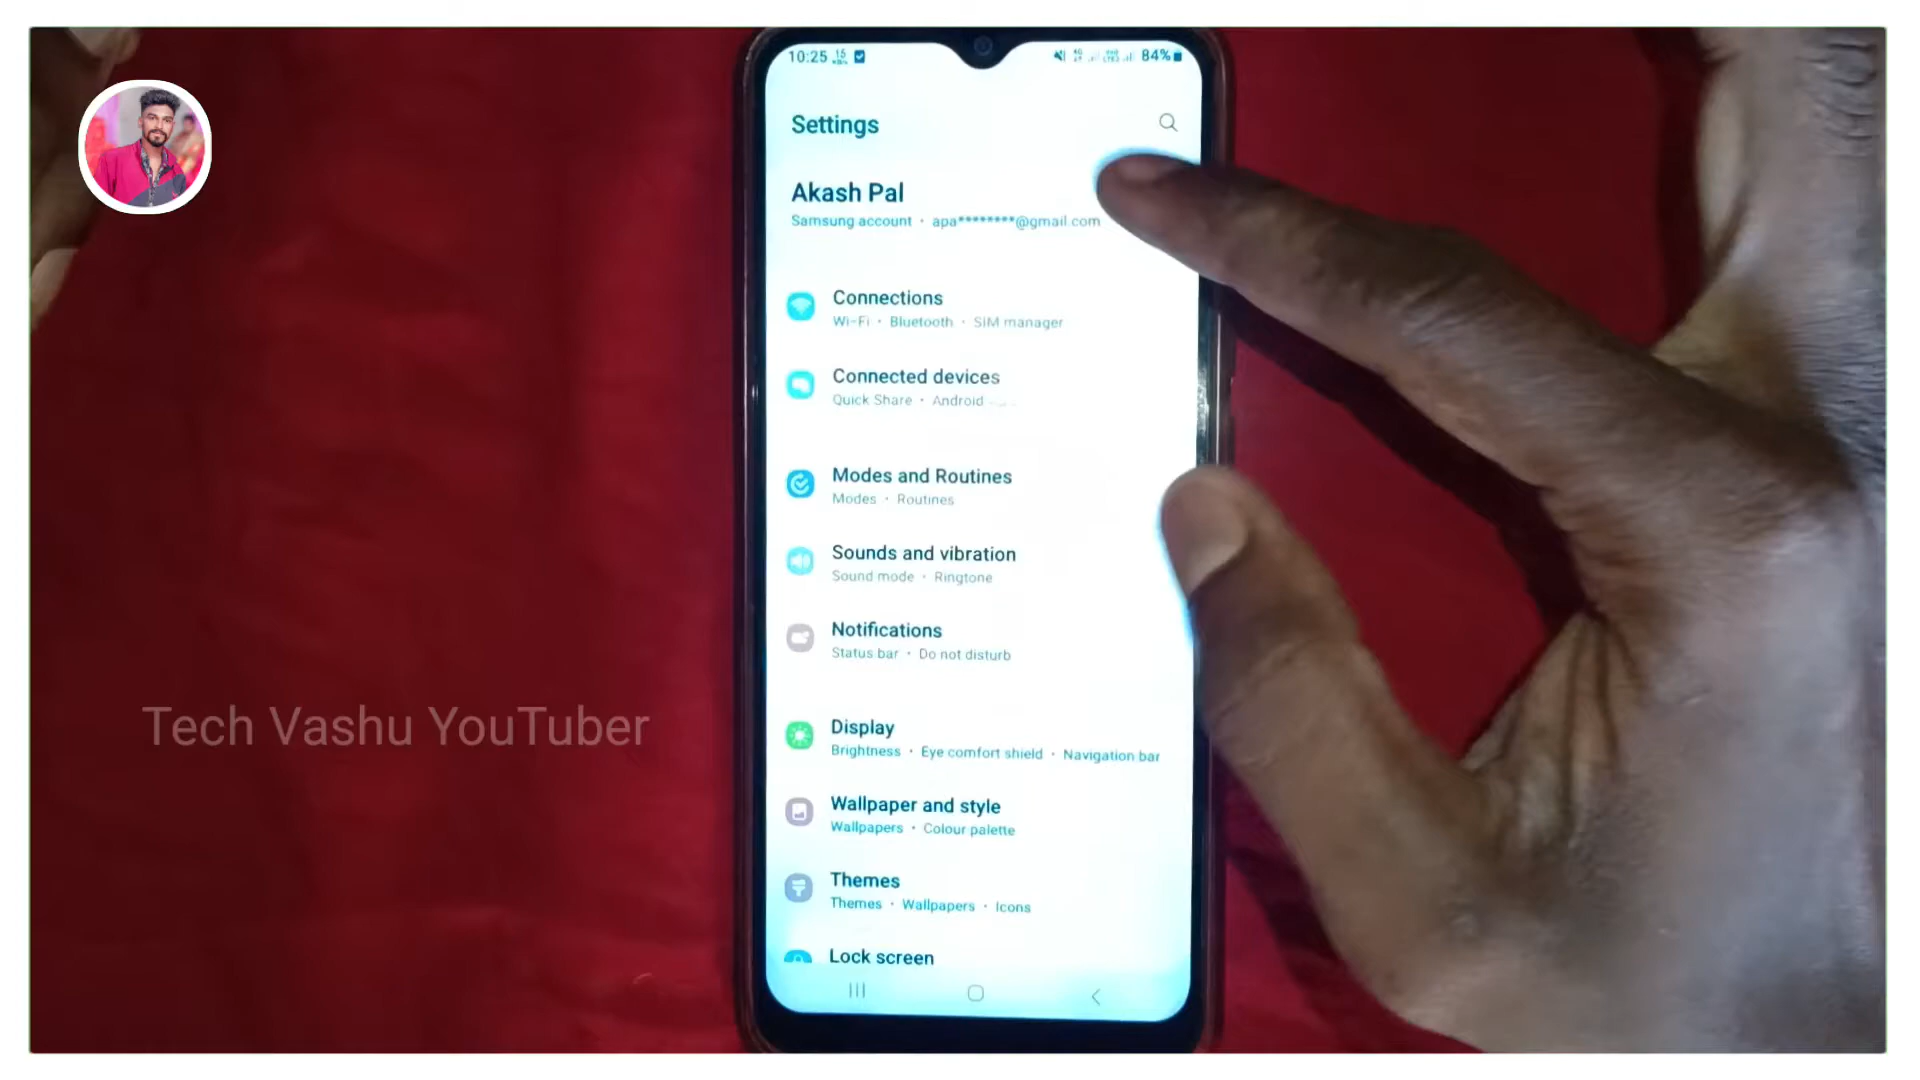 10:25
84%
Settings
Akash Pal
Samsung account • apa********@gmail.com
Connections
Wi-Fi • Bluetooth • SIM manager
Connected devices
Quick Share • Android
Modes and Routines
Modes • Routines
Sounds and vibration
Sound mode • Ringtone
Notifications
Status bar • Do not disturb
Display
Brightness • Eye comfort shield • Navigation bar
Wallpaper and style
Wallpapers • Colour palette
Themes
Themes • Wallpapers • Icons
Lock screen
Tech Vashu YouTuber